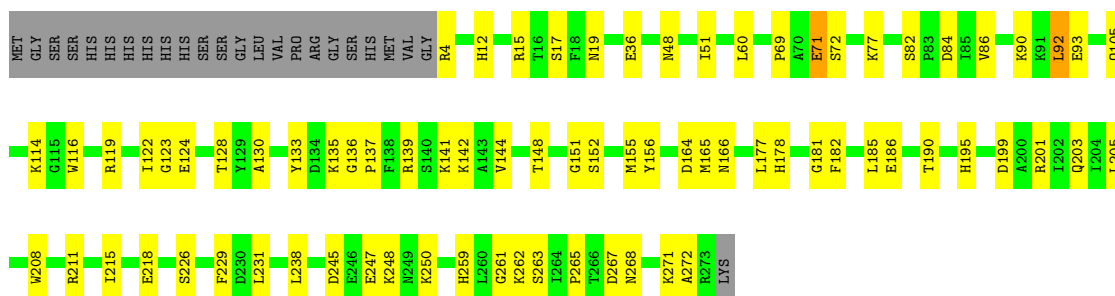 MET GLY SER SER HIS HIS HIS HIS HIS HIS SER SER GLY LEU VAL PRO ARG GLY SER HIS MET VAL GLY R4 H12 R15 T16 S17 F18 N19 E36 N48 I51 L60 P69 A70 E71 S72 K77 S82 P83 D84 I85 V86 K90 K91 L92 E93
K114 G115 W116 R119 I122 G123 E124 T128 Y129 A130 Y133 D134 K135 G136 P137 F138 R139 S140 K141 K142 A143 V144 T148 G151 S152 M155 Y156 D164 M165 N166 L177 H178 G181 F182 L185 E186 T190 H195 D199 A200 R201 I202 Q203 I204 L205
W208 R211 I215 E218 S226 F229 D230 L231 L238 D245 E246 E247 K248 N249 K250 H259 L260 G261 K262 S263 I264 P265 T266 D267 N268 K271 A272 R273 LYS